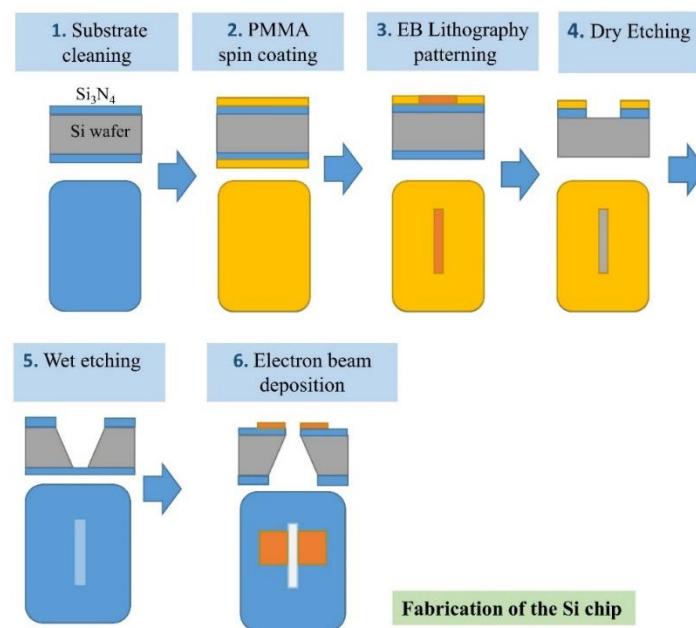 1. Substrate
cleaning
2. PMMA
spin coating
3. EB Lithography
patterning
4. Dry Etching
Si₃N₄
Si wafer
5. Wet etching
6. Electron beam
deposition
Fabrication of the Si chip